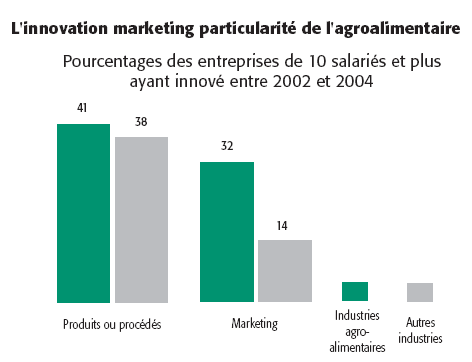 L'innovation marketing particularité de l'agroalimentaire
Pourcentages des entreprises de 10 salariés et plus
ayant innové entre 2002 et 2004
41
38
32
14
Produits ou procédés
Marketing
Industries
agro-
alimentaires
Autres
industries